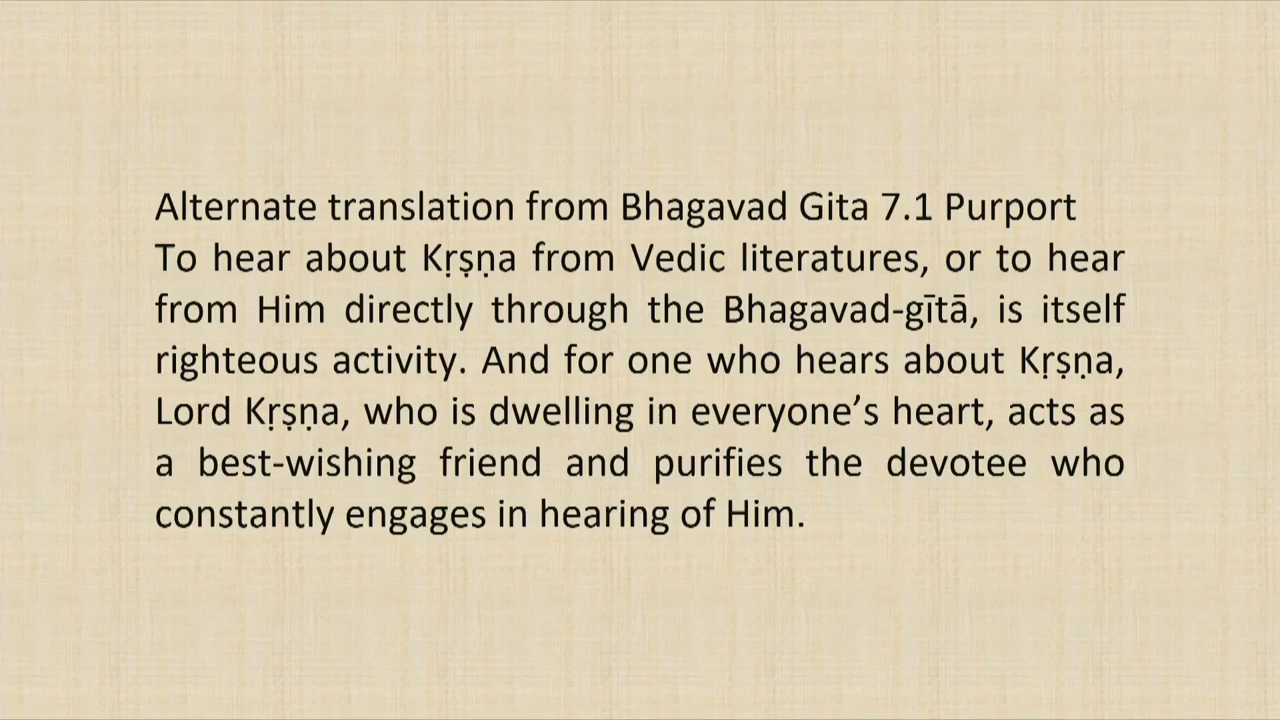 Alternate translation from Bhagavad Gita 7.1 Purport
To hear about Kṛṣṇa from Vedic literatures, or to hear
from Him directly through the Bhagavad-gītā, is itself
righteous activity. And for one who hears about Kṛṣṇa,
Lord Kṛṣṇa, who is dwelling in everyone’s heart, acts as
a best-wishing friend and purifies the devotee who
constantly engages in hearing of Him.